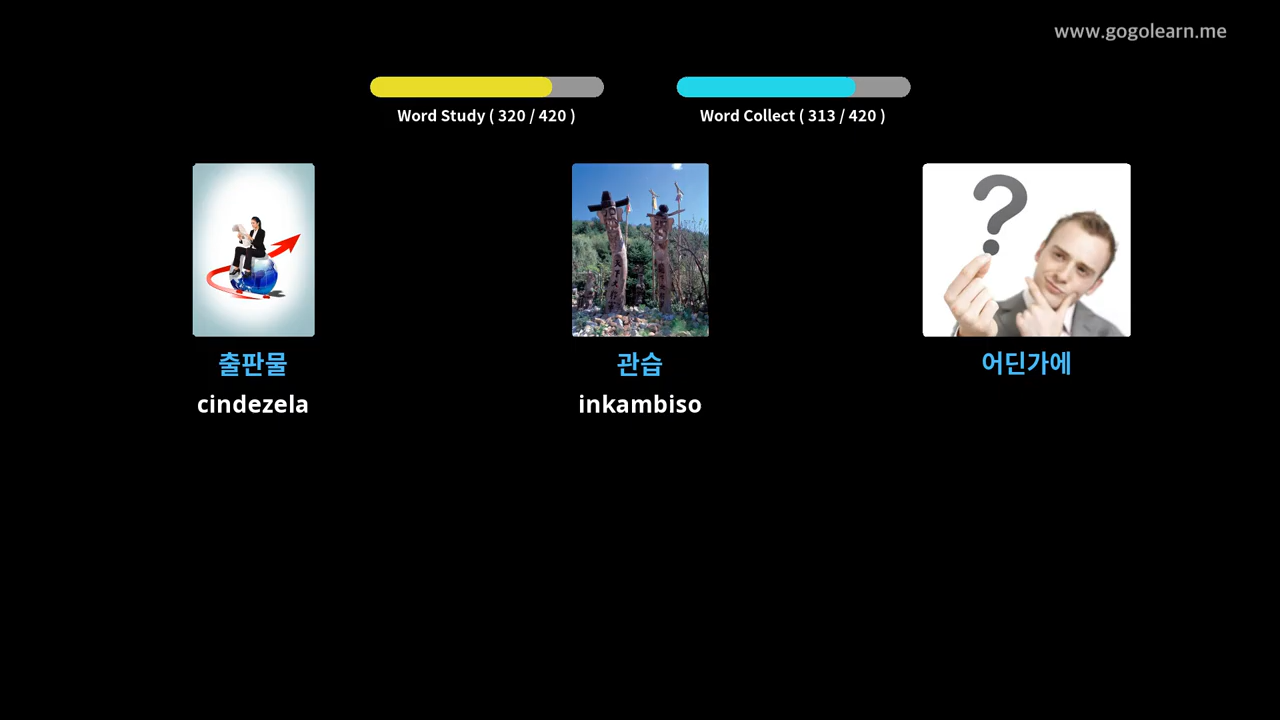 www.gogolearn.me
Word Study ( 320 / 420 )
Word Collect ( 313 / 420 )
출판물
관습
어딘가에
cindezela
inkambiso